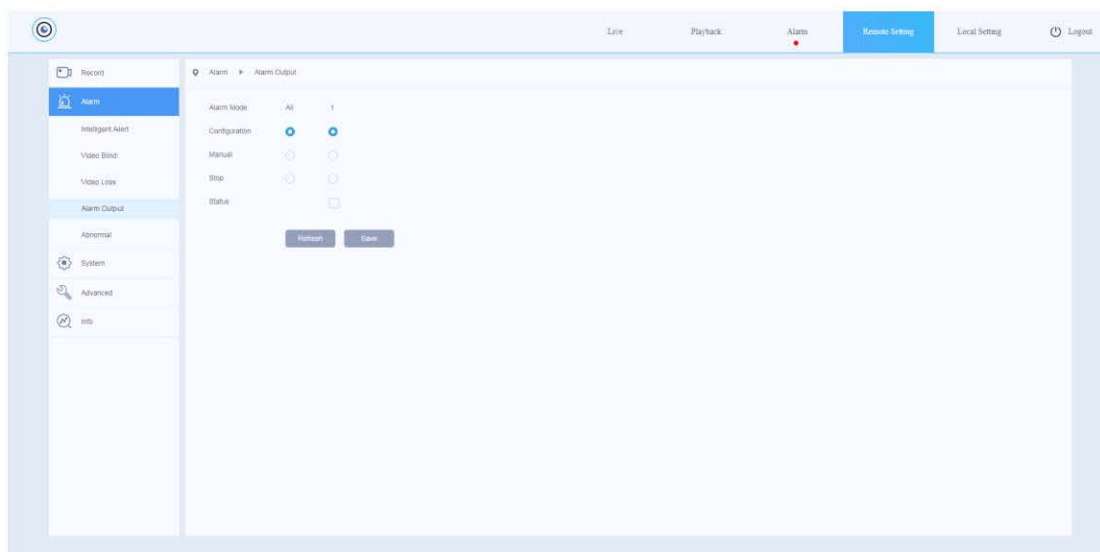 Live Playback Alarm Remote Setting Local Setting Logout
Record
Alarm
Intelligent Alert
Video Blind
Video Loss
Alarm Output
Abnormal
System
Advanced
Info
Alarm Alarm Output
Alarm Mode All 1
Configuration
Manual
Stop
Status
Refresh Save